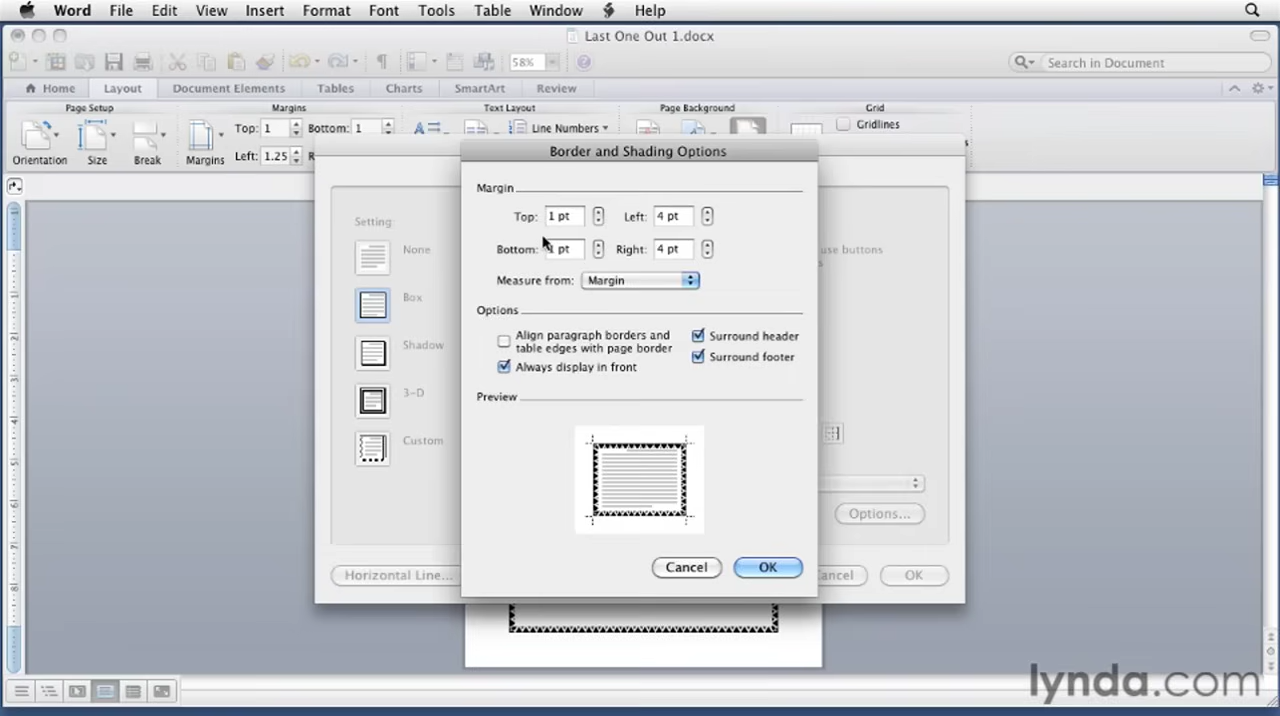 Word File Edit View Insert Format Font Tools Table Window Help
Last One Out 1.docx
58% Search in Document
Home Layout Document Elements Tables Charts SmartArt Review
Page Setup Margins Text Layout Page Background Grid
Orientation Size Break Margins Top: 1 Bottom: 1 Line Numbers Gridlines
Left: 1.25
Border and Shading Options
Margin
Setting:
Top: 1 pt Left: 4 pt
None
Bottom: pt Right: 4 pt
use buttons
Measure from: Margin
Box
Options
Align paragraph borders and
table edges with page border
Surround header
Shadow
Surround footer
Always display in front
3-D
Preview
Custom
Options...
Cancel OK
Horizontal Line... OK
lynda.com